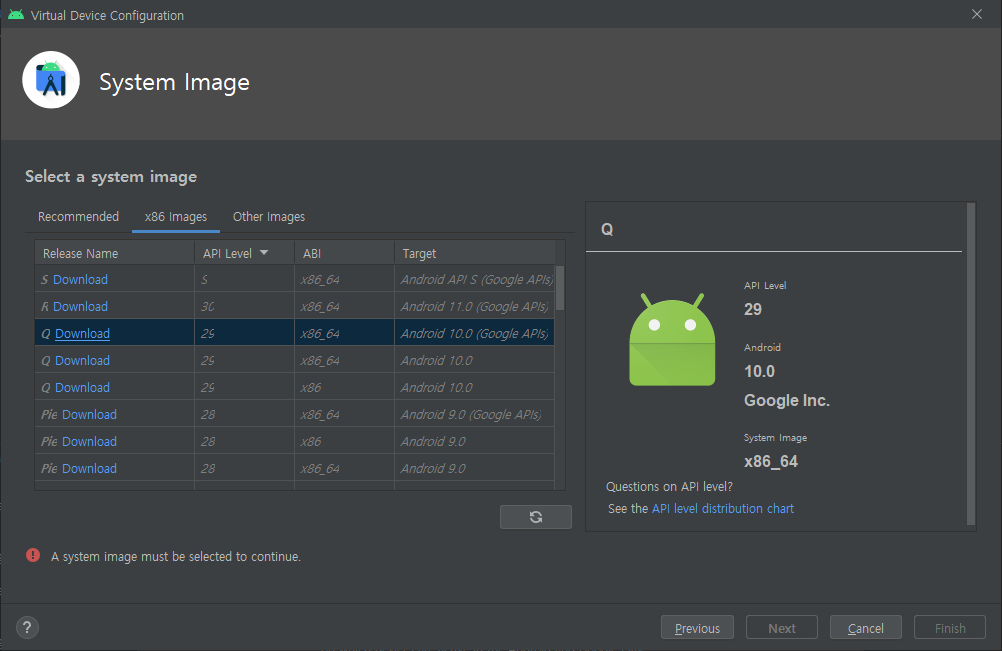 Virtual Device Configuration
System Image
Select a system image
Recommended x86 Images Other Images
Release Name API Level ABI Target
S Download S x86_64 Android API S (Google APIs)
R Download 30 x86_64 Android 11.0 (Google APIs)
Q Download 29 x86_64 Android 10.0 (Google APIs)
Q Download 29 x86_64 Android 10.0
Q Download 29 x86 Android 10.0
Pie Download 28 x86_64 Android 9.0 (Google APIs)
Pie Download 28 x86 Android 9.0
Pie Download 28 x86_64 Android 9.0
Q
API Level
29
Android
10.0
Google Inc.
System Image
x86_64
Questions on API level?
See the API level distribution chart
A system image must be selected to continue.
? Previous Next Cancel Finish